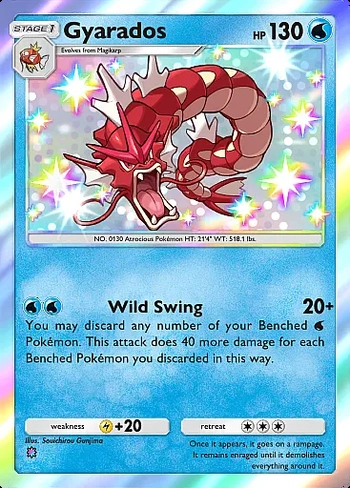 STAGE 1
Gyarados
HP 130
Evolves from Magikarp
NO. 0130 Atrocious Pokémon HT: 21'4" WT: 518.1 lbs.
Wild Swing 20+
You may discard any number of your Benched
Pokémon. This attack does 40 more damage for each
Benched Pokémon you discarded in this way.
weakness +20 retreat
Illus. Souichirou Gunjima
Once it appears, it goes on a rampage.
It remains enraged until it demolishes
everything around it.